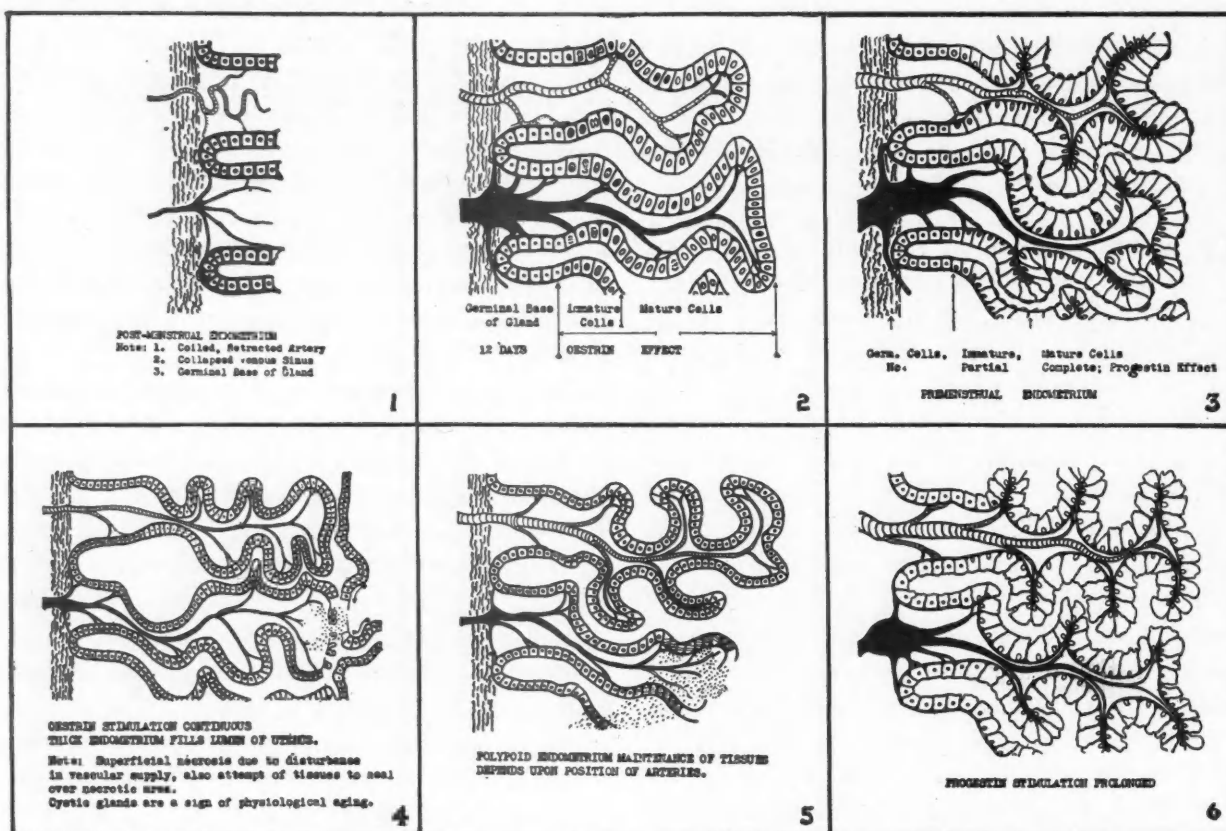 POST-MENSTRUAL ENDOMETRIUM
Note: 1. Coiled, Retracted Artery
2. Collapsed venous Sinus
3. Germinal Base of Gland
1
Germinal Base Immature Mature Cells
of Gland Cells
12 DAYS OESTRIN EFFECT
2
Germ. Cells, Immature, Mature Cells
No: Partial Complete; Progestin Effect
PREMENSTRUAL ENDOMETRIUM
3
OESTRIN STIMULATION CONTINUOUS
THICK ENDOMETRIUM FILLS LUMEN OF UTERUS.
Note: Superficial necrosis due to disturbance
in vascular supply, also attempt of tissues to heal
over necrotic area.
Cystic glands are a sign of physiological aging.
4
POLYPOID ENDOMETRIUM MAINTENANCE OF TISSUES
DEPENDS UPON POSITION OF ARTERIES.
5
PROGESTIN STIMULATION PROLONGED
6